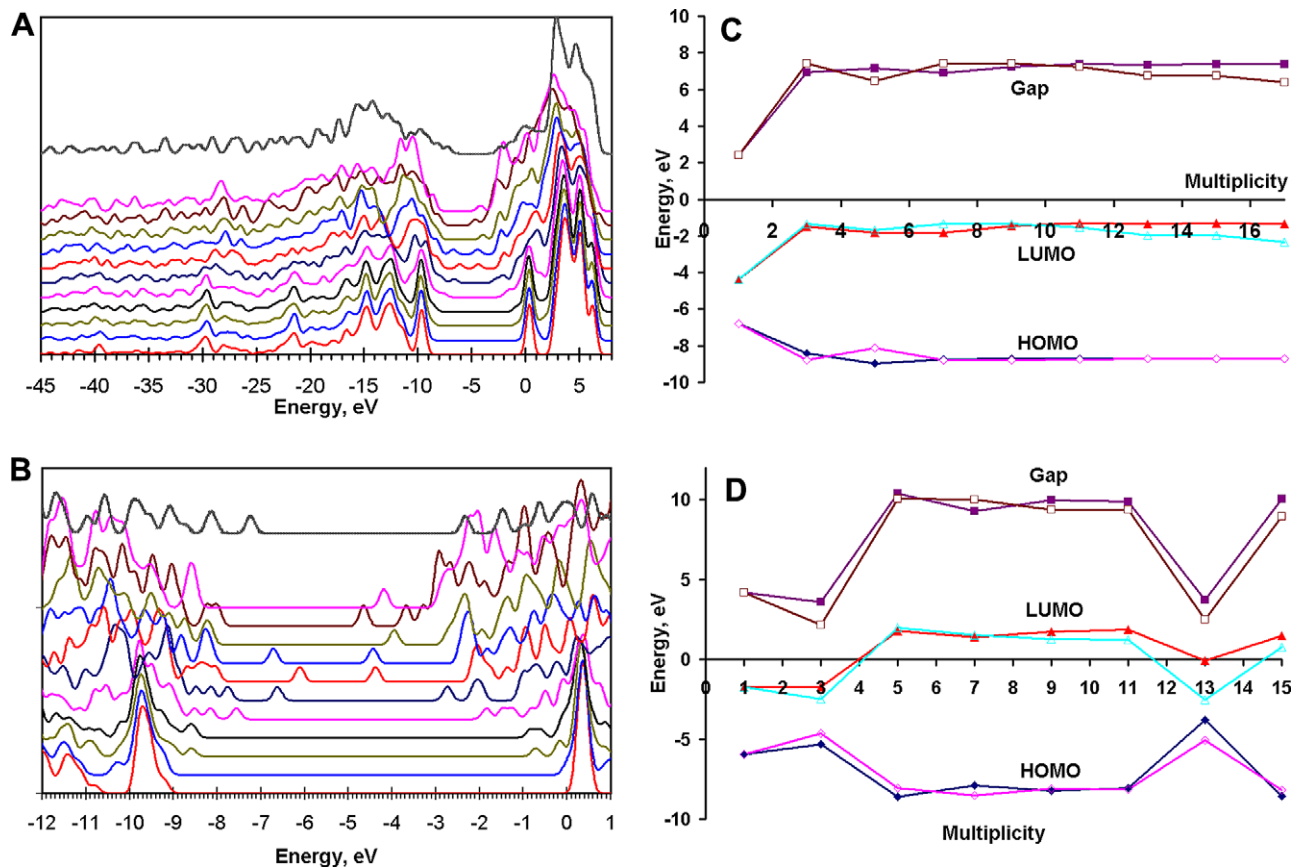 A
-45 -40 -35 -30 -25 -20 -15 -10 -5 0 5
Energy, eV
B
-12 -11 -10 -9 -8 -7 -6 -5 -4 -3 -2 -1 0 1
Energy, eV
C
10
8
6
4
2
0
-2
-4
-6
-8
-10
Energy, eV
Gap
Multiplicity
0 2 4 6 8 10 12 14 16
LUMO
HOMO
D
Gap
10
5
0
-5
-10
Energy, eV
LUMO
0 1 2 3 4 5 6 7 8 9 10 11 12 13 14 15
HOMO
Multiplicity